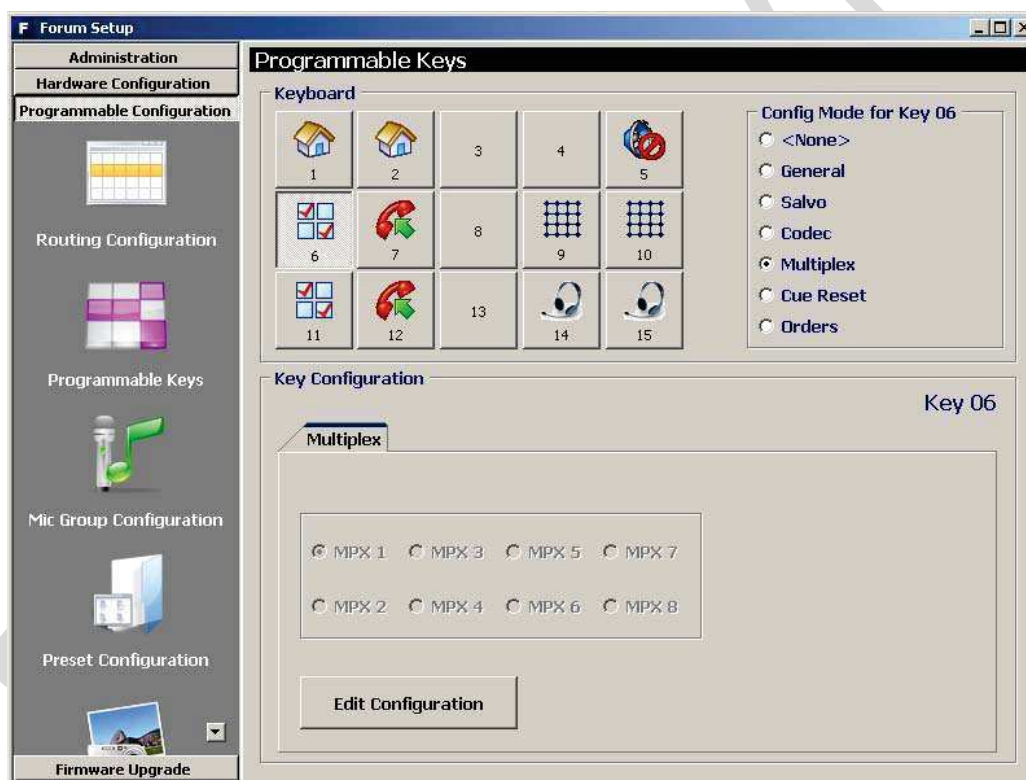 F Forum Setup
Administration
Hardware Configuration
Programmable Configuration
Routing Configuration
Programmable Keys
Mic Group Configuration
Preset Configuration
Firmware Upgrade
Programmable Keys
Keyboard
1 2 3 4 5
6 7 8 9 10
11 12 13 14 15
Config Mode for Key 06
<None>
General
Salvo
Codec
Multiplex
Cue Reset
Orders
Key Configuration
Key 06
Multiplex
MPX 1 MPX 3 MPX 5 MPX 7
MPX 2 MPX 4 MPX 6 MPX 8
Edit Configuration